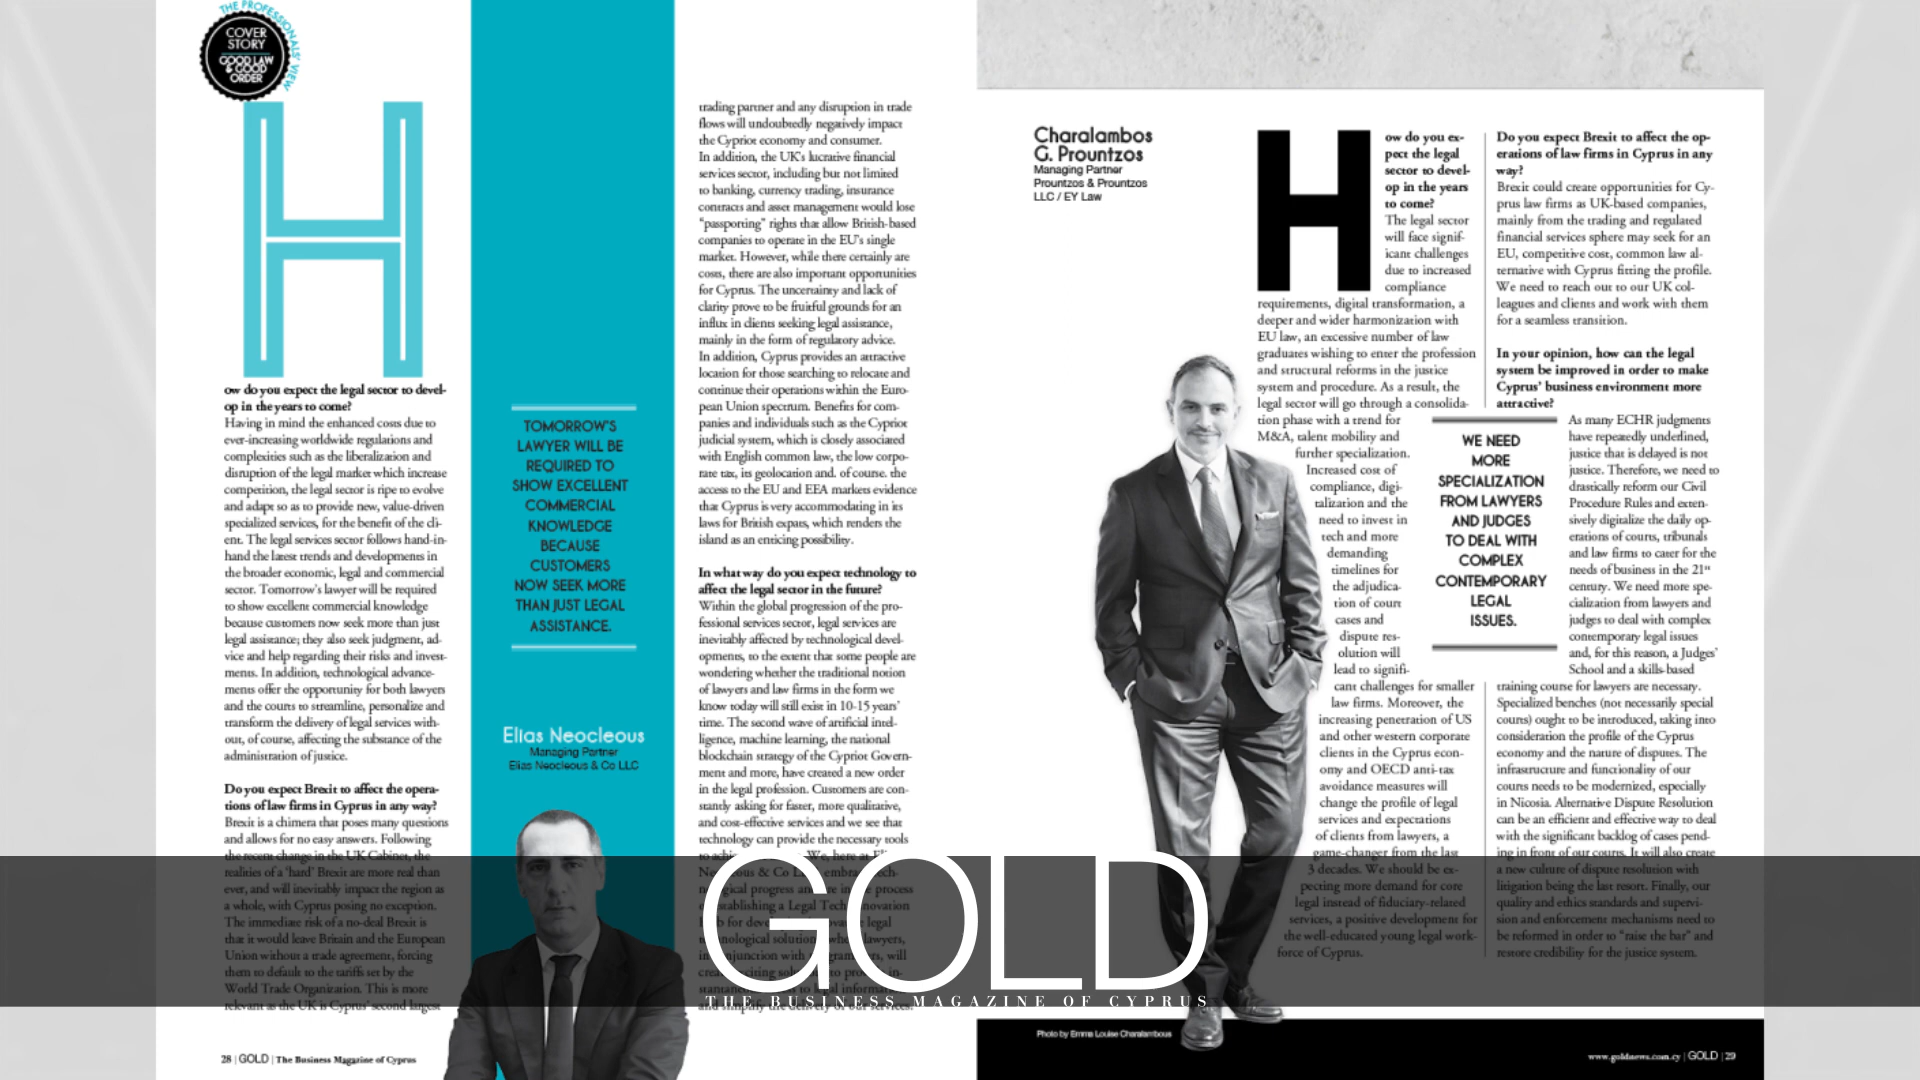 THE PROFESSIONALS' VIEW
COVER
STORY
GOOD LAW
& GOOD
ORDER
H
ow do you expect the legal sector to devel-
op in the years to come?
Having in mind the enhanced costs due to
ever-increasing worldwide regulations and
complexities such as the liberalization and
disruption of the legal market which increase
competition, the legal sector is ripe to evolve
and adapt so as to provide new, value-driven
specialized services, for the benefit of the cli-
ent. The legal services sector follows hand-in-
hand the latest trends and developments in
the broader economic, legal and commercial
sector. Tomorrow's lawyer will be required
to show excellent commercial knowledge
because customers now seek more than just
legal assistance; they also seek judgment, ad-
vice and help regarding their risks and invest-
ments. In addition, technological advance-
ments offer the opportunity for both lawyers
and the courts to streamline, personalize and
transform the delivery of legal services with-
out, of course, affecting the substance of the
administration of justice.
Do you expect Brexit to affect the opera-
tions of law firms in Cyprus in any way?
Brexit is a chimera that poses many questions
and allows for no easy answers. Following
the recent change in the UK Cabinet, the
realities of a 'hard' Brexit are more real than
ever, and will inevitably impact the region as
a whole, with Cyprus posing no exception.
The immediate risk of a no-deal Brexit is
that it would leave Britain and the European
Union without a trade agreement, forcing
them to default to the tariffs set by the
World Trade Organization. This is more
relevant as the UK is Cyprus' second largest
28 | GOLD | The Business Magazine of Cyprus
TOMORROW'S
LAWYER WILL BE
REQUIRED TO
SHOW EXCELLENT
COMMERCIAL
KNOWLEDGE
BECAUSE
CUSTOMERS
NOW SEEK MORE
THAN JUST LEGAL
ASSISTANCE.
Elias Neocleous
Managing Partner
Elias Neocleous & Co LLC
trading partner and any disruption in trade
flows will undoubtedly negatively impact
the Cypriot economy and consumer.
In addition, the UK's lucrative financial
services sector, including but not limited
to banking, currency trading, insurance
contracts and asset management would lose
"passporting" rights that allow British-based
companies to operate in the EU's single
market. However, while there certainly are
costs, there are also important opportunities
for Cyprus. The uncertainty and lack of
clarity prove to be fruitful grounds for an
influx in clients seeking legal assistance,
mainly in the form of regulatory advice.
In addition, Cyprus provides an attractive
location for those searching to relocate and
continue their operations within the Euro-
pean Union spectrum. Benefits for com-
panies and individuals such as the Cypriot
judicial system, which is closely associated
with English common law, the low corpo-
rate tax, its geolocation and, of course, the
access to the EU and EEA markets evidence
that Cyprus is very accommodating in its
laws for British expats, which renders the
island as an enticing possibility.
In what way do you expect technology to
affect the legal sector in the future?
Within the global progression of the pro-
fessional services sector, legal services are
inevitably affected by technological devel-
opments, to the extent that some people are
wondering whether the traditional notion
of lawyers and law firms in the form we
know today will still exist in 10-15 years'
time. The second wave of artificial intel-
ligence, machine learning, the national
blockchain strategy of the Cypriot Govern-
ment and more, have created a new order
in the legal profession. Customers are con-
stantly asking for faster, more qualitative,
and cost-effective services and we see that
technology can provide the necessary tools
We, here at
process
legal
lawyers,
will
and simplify the delivery of our services.
GOLD
THE BUSINESS MAGAZINE OF CYPRUS
Charalambos
G. Prountzos
Managing Partner
Prountzos & Prountzos
LLC / EY Law
H
ow do you ex-
pect the legal
sector to devel-
op in the years
to come?
The legal sector
will face signif-
icant challenges
due to increased
compliance
requirements, digital transformation, a
deeper and wider harmonization with
EU law, an excessive number of law
graduates wishing to enter the profession
and structural reforms in the justice
system and procedure. As a result, the
legal sector will go through a consolida-
tion phase with a trend for
M&A, talent mobility and
further specialization.
Increased cost of
compliance, digi-
talization and the
need to invest in
tech and more
demanding
timelines for
the adjudica-
tion of court
cases and
dispute res-
olution will
lead to signifi-
cant challenges for smaller
law firms. Moreover, the
increasing penetration of US
and other western corporate
clients in the Cyprus econ-
omy and OECD anti-tax
avoidance measures will
change the profile of legal
services and expectations
of clients from lawyers, a
game-changer from the last
3 decades. We should be ex-
pecting more demand for core
legal instead of fiduciary-related
services, a positive development for
the well-educated young legal work-
force of Cyprus.
WE NEED
MORE
SPECIALIZATION
FROM LAWYERS
AND JUDGES
TO DEAL WITH
COMPLEX
CONTEMPORARY
LEGAL
ISSUES.
Do you expect Brexit to affect the op-
erations of law firms in Cyprus in any
way?
Brexit could create opportunities for Cy-
prus law firms as UK-based companies,
mainly from the trading and regulated
financial services sphere may seek for an
EU, competitive cost, common law al-
ternative with Cyprus fitting the profile.
We need to reach out to our UK col-
leagues and clients and work with them
for a seamless transition.
In your opinion, how can the legal
system be improved in order to make
Cyprus' business environment more
attractive?
As many ECHR judgments
have repeatedly underlined,
justice that is delayed is not
justice. Therefore, we need to
drastically reform our Civil
Procedure Rules and exten-
sively digitalize the daily op-
erations of courts, tribunals
and law firms to cater for the
needs of business in the 21st
century. We need more spe-
cialization from lawyers and
judges to deal with complex
contemporary legal issues
and, for this reason, a Judges'
School and a skills-based
training course for lawyers are necessary.
Specialized benches (not necessarily special
courts) ought to be introduced, taking into
consideration the profile of the Cyprus
economy and the nature of disputes. The
infrastructure and functionality of our
courts needs to be modernized, especially
in Nicosia. Alternative Dispute Resolution
can be an efficient and effective way to deal
with the significant backlog of cases pend-
ing in front of our courts. It will also create
a new culture of dispute resolution with
litigation being the last resort. Finally, our
quality and ethics standards and supervi-
sion and enforcement mechanisms need to
be reformed in order to "raise the bar" and
restore credibility for the justice system.
Photo by Emma Louise Charalambous
www.goldnews.com.cy | GOLD | 29